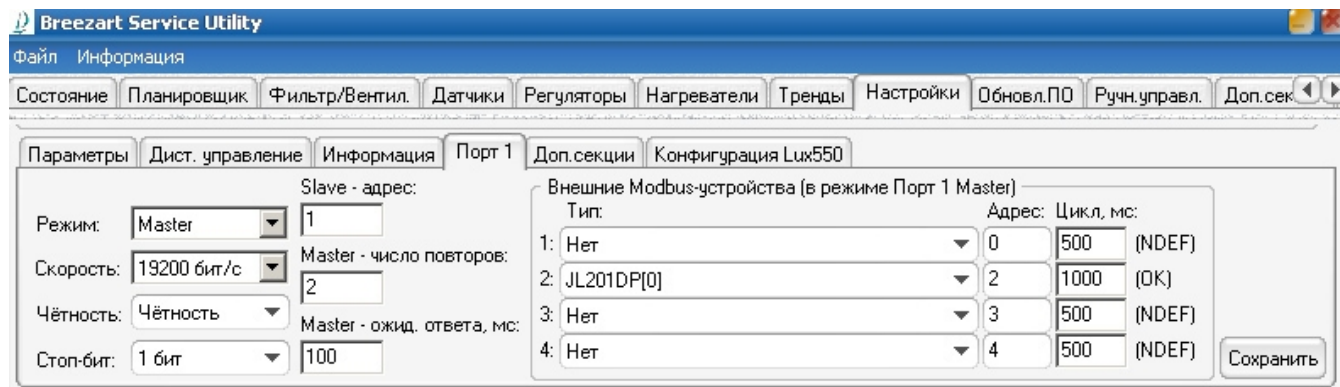 Breezart Service Utility
Файл Информация
Состояние Планировщик Фильтр/Вентил. Датчики Регуляторы Нагреватели Тренды Настройки Обновл.ПО Ручн.управл. Доп.сек
Параметры Дист. управление Информация Порт 1 Доп.секции Конфигурация Lux550
Slave - адрес: Внешние Modbus-устройства (в режиме Порт 1 Master)
Тип: Адрес: Цикл, мс:
Режим: Master 1
1: Нет 0 500 (NDEF)
Скорость: 19200 бит/с Master - число повторов:
2: JL201DP[0] 2 1000 (OK)
2
Чётность: Чётность Master - ожид. ответа, мс:
3: Нет 3 500 (NDEF)
Стоп-бит: 1 бит 100
4: Нет 4 500 (NDEF)
Сохранить